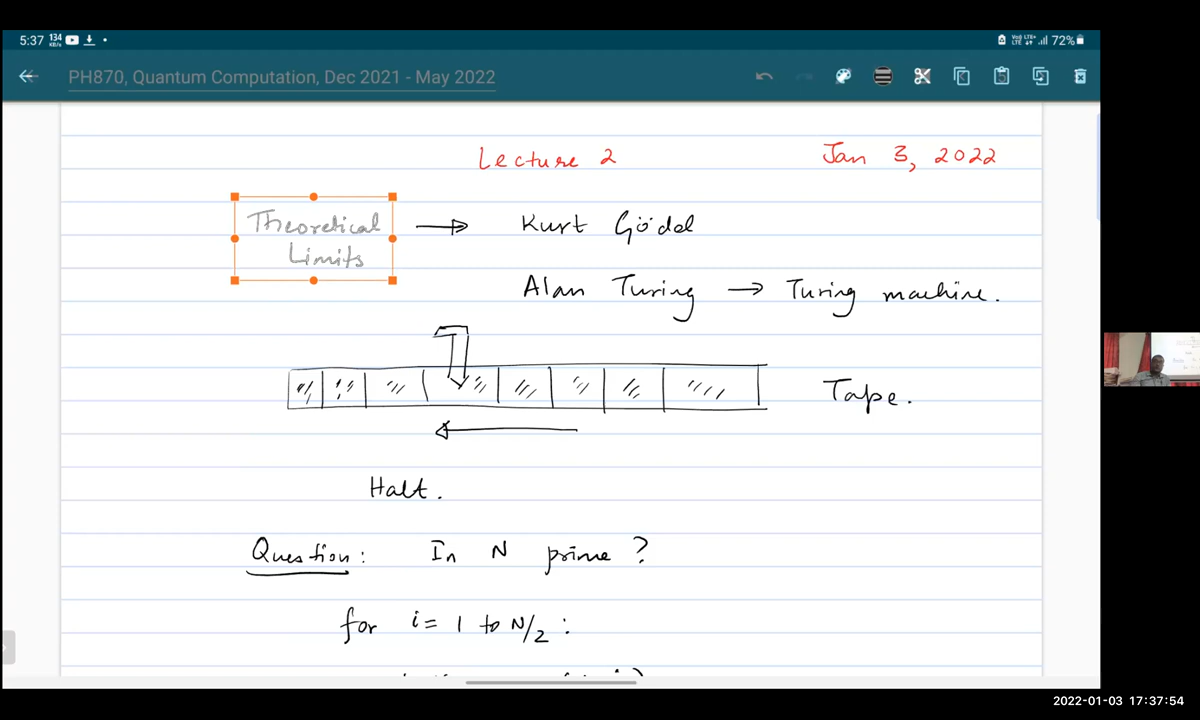 5:37 134 KB/s 72%
PH870, Quantum Computation, Dec 2021 - May 2022
Lecture 2 Jan 3, 2022
Theoretical → Kurt Gödel
Limits
Alan Turing → Turing machine.
Tape.
Halt.
Question: In N prime ?
for i = 1 to N/2 :
2022-01-03 17:37:54